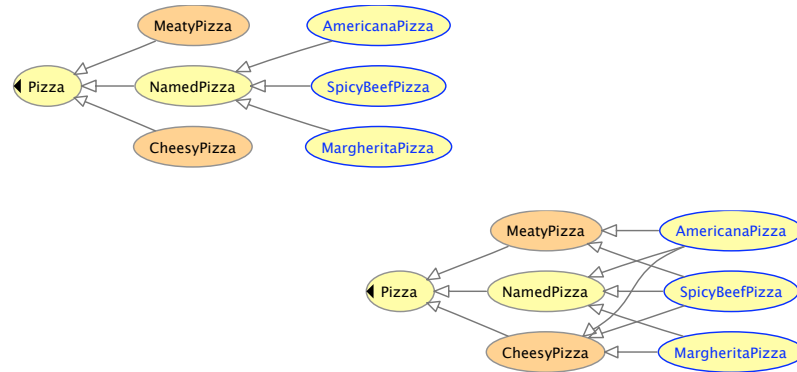 MeatyPizza
AmericanaPizza
Pizza
NamedPizza
SpicyBeefPizza
CheesyPizza
MargheritaPizza
MeatyPizza
AmericanaPizza
Pizza
NamedPizza
SpicyBeefPizza
CheesyPizza
MargheritaPizza